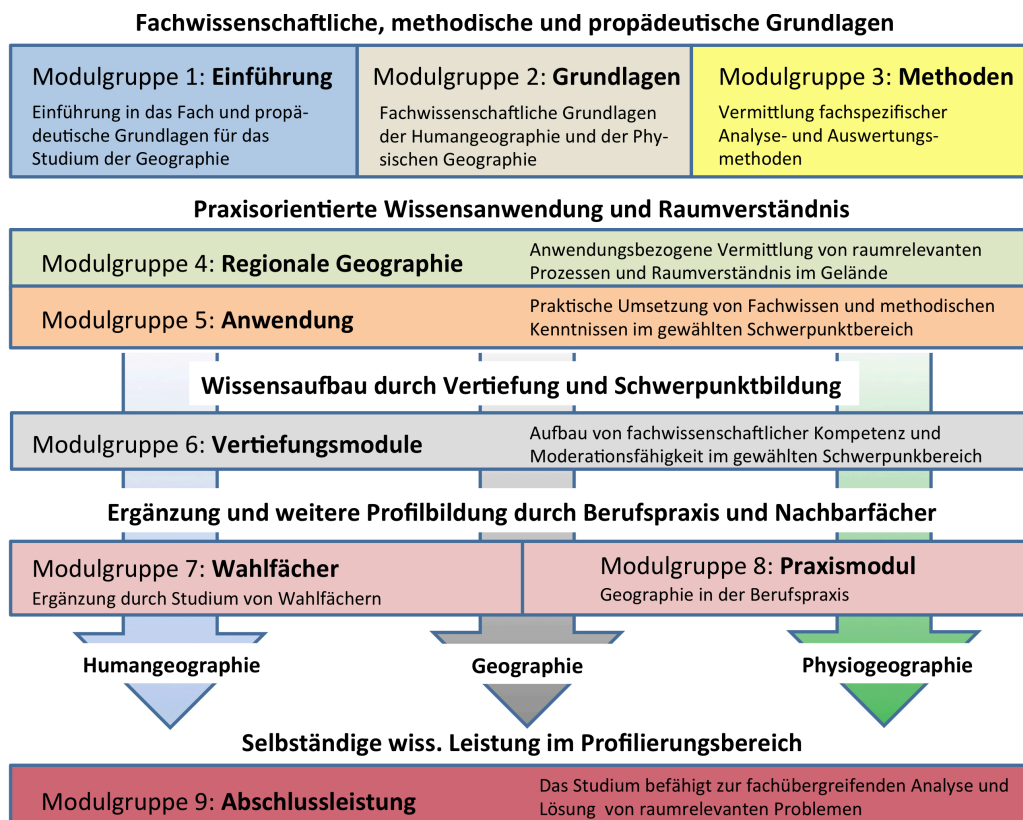 Fachwissenschaftliche, methodische und propädeutische Grundlagen
Modulgruppe 1: Einführung
Einführung in das Fach und propä-
deutische Grundlagen für das
Studium der Geographie
Modulgruppe 2: Grundlagen
Fachwissenschaftliche Grundlagen
der Humangeographie und der Phy-
sischen Geographie
Modulgruppe 3: Methoden
Vermittlung fachspezifischer
Analyse- und Auswertungs-
methoden
Praxisorientierte Wissensanwendung und Raumverständnis
Modulgruppe 4: Regionale Geographie
Anwendungsbezogene Vermittlung von raumrelevanten
Prozessen und Raumverständnis im Gelände
Modulgruppe 5: Anwendung
Praktische Umsetzung von Fachwissen und methodischen
Kenntnissen im gewählten Schwerpunktbereich
Wissensaufbau durch Vertiefung und Schwerpunktbildung
Modulgruppe 6: Vertiefungsmodule
Aufbau von fachwissenschaftlicher Kompetenz und
Moderationsfähigkeit im gewählten Schwerpunkbereich
Ergänzung und weitere Profilbildung durch Berufspraxis und Nachbarfächer
Modulgruppe 7: Wahlfächer
Ergänzung durch Studium von Wahlfächern
Modulgruppe 8: Praxismodul
Geographie in der Berufspraxis
Humangeographie
Geographie
Physiogeographie
Selbständige wiss. Leistung im Profilierungsbereich
Modulgruppe 9: Abschlussleistung
Das Studium befähigt zur fachübergreifenden Analyse und
Lösung von raumrelevanten Problemen